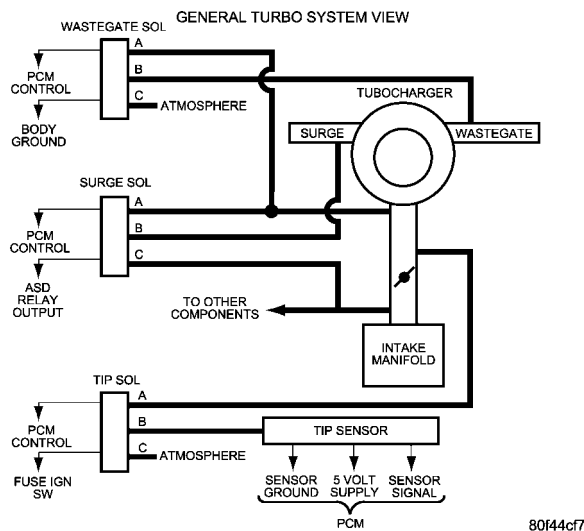 GENERAL TURBO SYSTEM VIEW
WASTEGATE SOL
A
B
C
PCM
CONTROL
BODY
GROUND
ATMOSPHERE
TUBOCHARGER
SURGE
WASTEGATE
SURGE SOL
A
B
C
PCM
CONTROL
ASD
RELAY
OUTPUT
TO OTHER
COMPONENTS
INTAKE
MANIFOLD
TIP SOL
A
B
C
PCM
CONTROL
FUSE IGN
SW
ATMOSPHERE
TIP SENSOR
SENSOR
GROUND
5 VOLT
SUPPLY
SENSOR
SIGNAL
PCM
80f44cf7